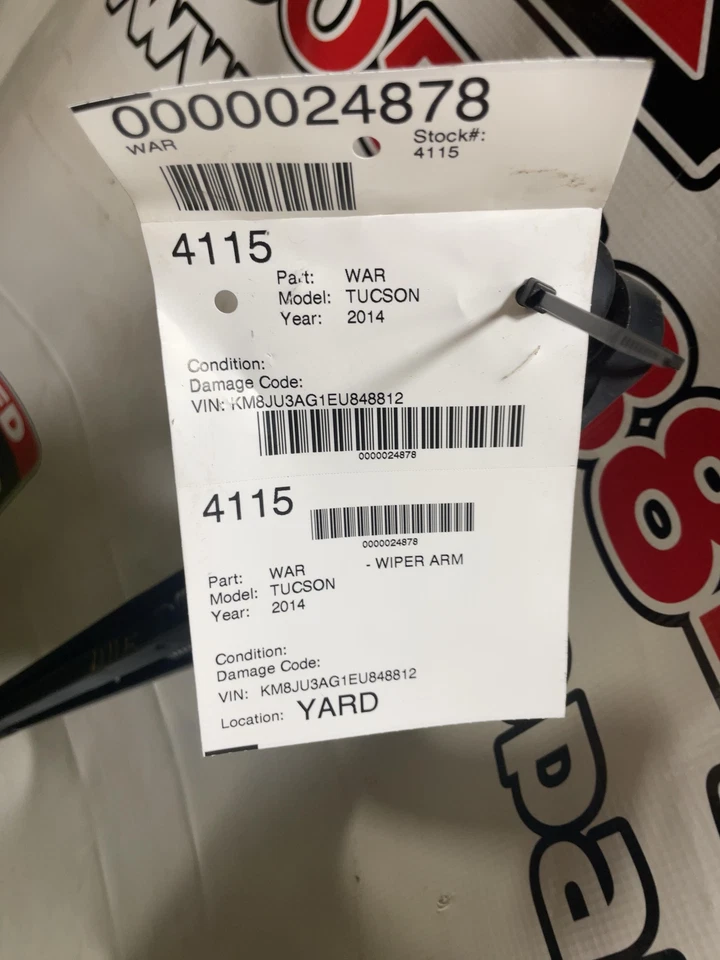 0000024878
WAR
Stock#:
4115
4115
Part: WAR
Model: TUCSON
Year: 2014
Condition:
Damage Code:
VIN: KM8JU3AG1EU848812
0000024878
4115
0000024878
Part: WAR - WIPER ARM
Model: TUCSON
Year: 2014
Condition:
Damage Code:
VIN: KM8JU3AG1EU848812
Location: YARD